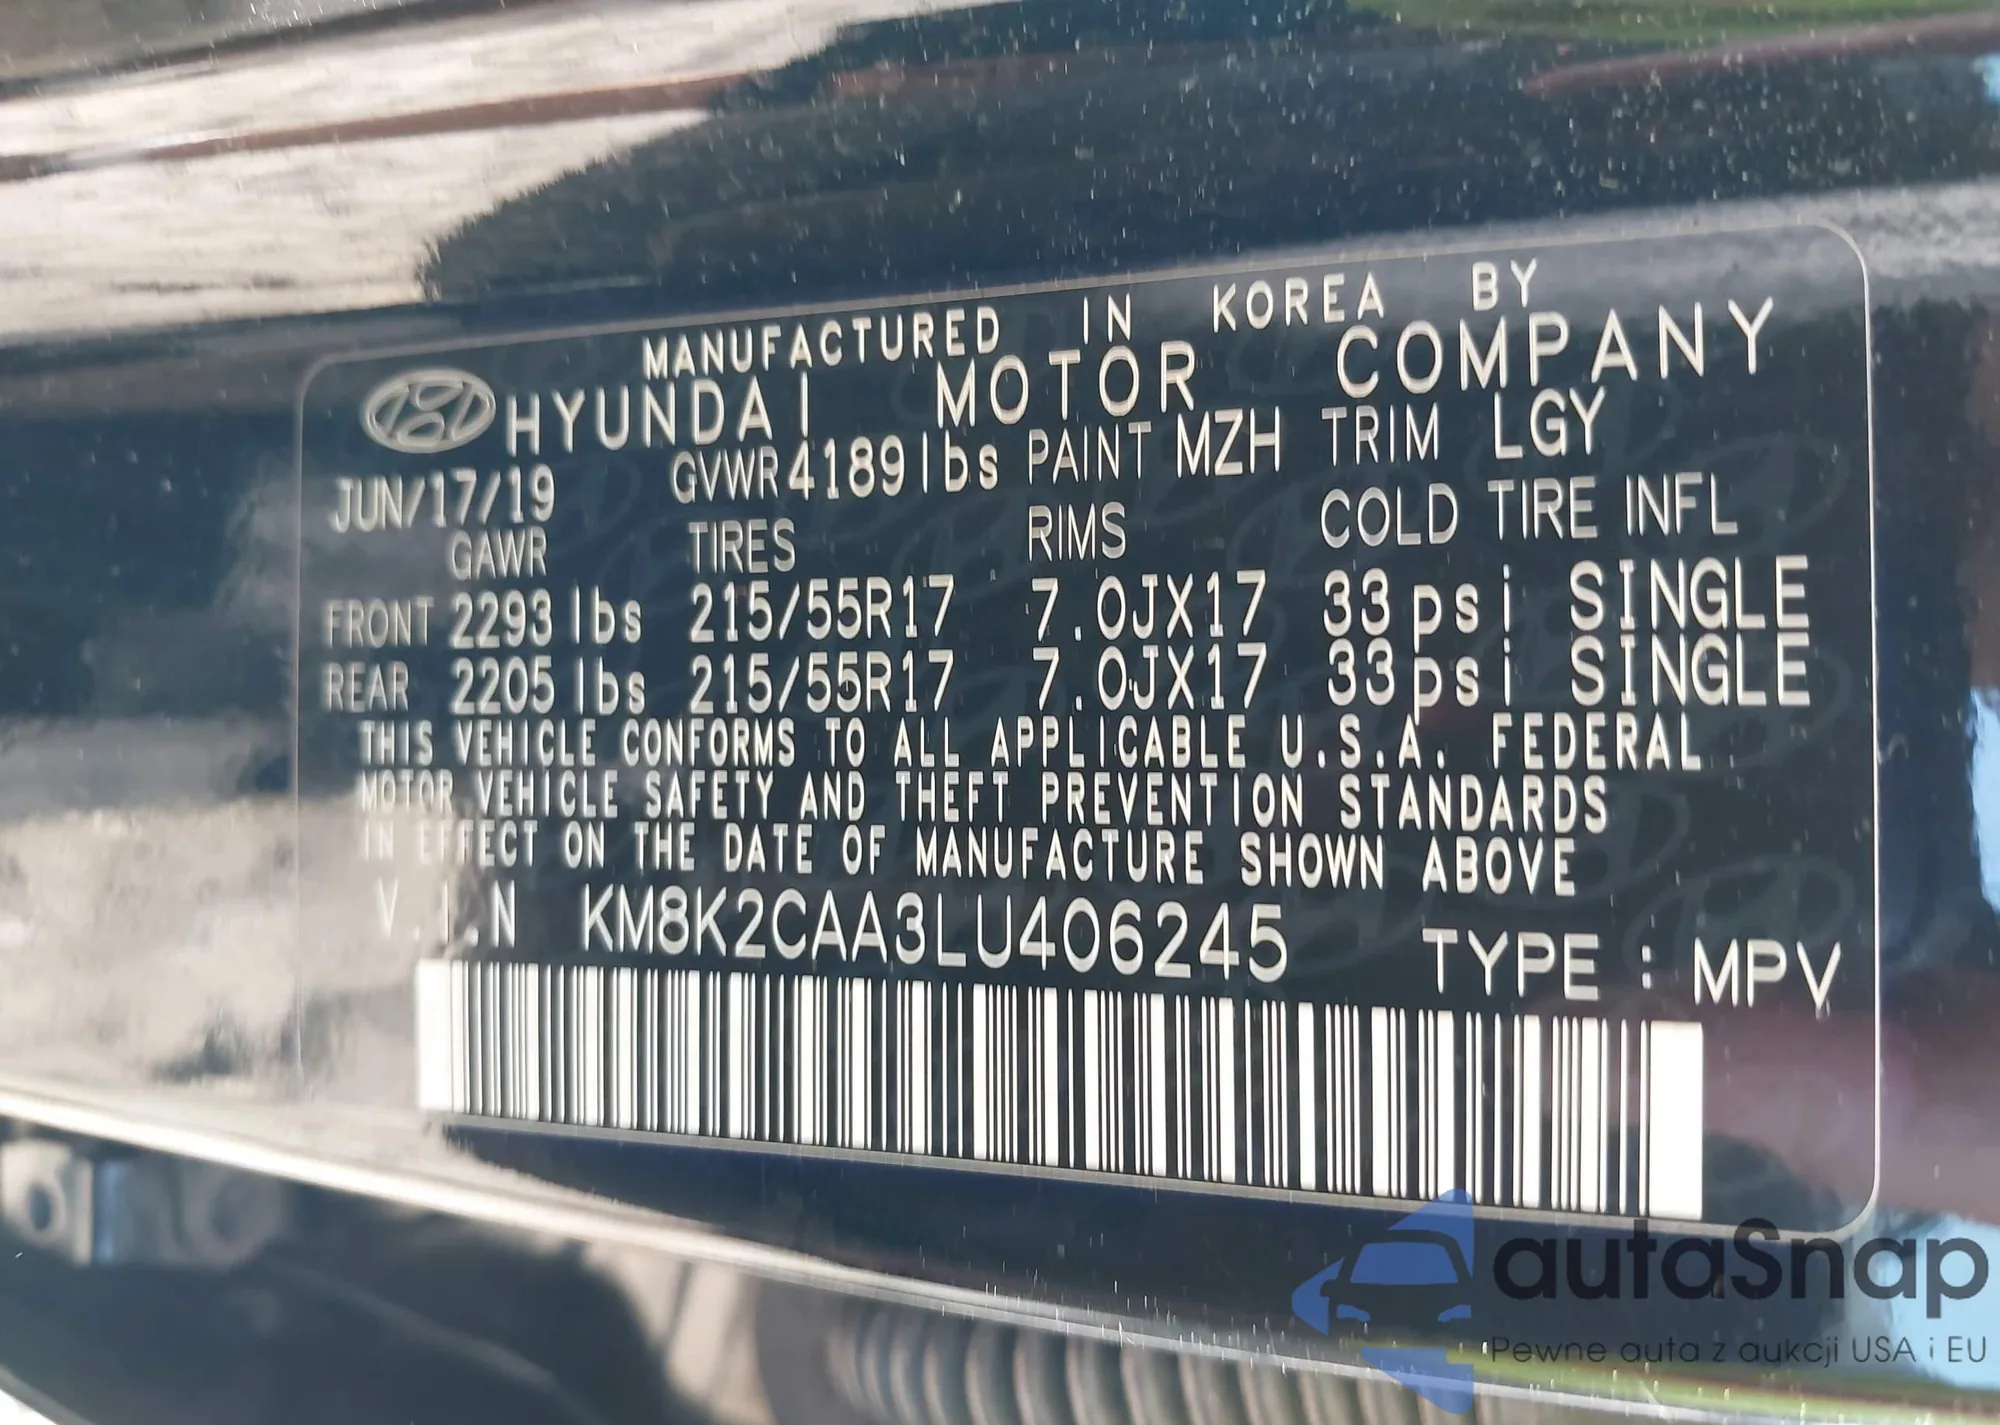 MANUFACTURED IN KOREA BY
HYUNDAI MOTOR COMPANY
JUN/17/19 GVWR 4189 lbs PAINT MZH TRIM LGY
GAWR TIRES RIMS COLD TIRE INFL
FRONT 2293 lbs 215/55R17 7.0JX17 33 psi SINGLE
REAR 2205 lbs 215/55R17 7.0JX17 33 psi SINGLE
THIS VEHICLE CONFORMS TO ALL APPLICABLE U.S.A. FEDERAL
MOTOR VEHICLE SAFETY AND THEFT PREVENTION STANDARDS
IN EFFECT ON THE DATE OF MANUFACTURE SHOWN ABOVE
V.I.N KM8K2CAA3LU406245 TYPE : MPV
autaSnap
Pewne auta z aukcji USA i EU